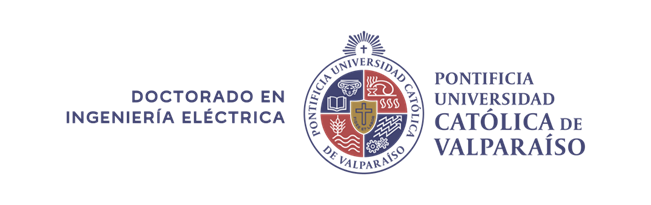 DOCTORADO EN
INGENIERÍA ELÉCTRICA
PONTIFICIA UNIVERSIDAD CATÓLICA
DE VALPARAÍSO
PONTIFICIA
UNIVERSIDAD
CATÓLICA DE
VALPARAÍSO